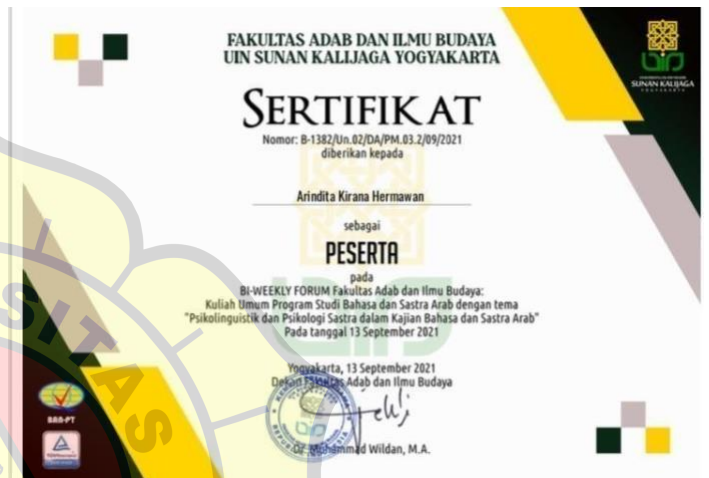 FAKULTAS ADAB DAN ILMU BUDAYA
UIN SUNAN KALIJAGA YOGYAKARTA
SUNAN KALIJAGA
YOGYAKARTA
SERTIFIKAT
Nomor: B-1382/Un.02/DA/PM.03.2/09/2021
diberikan kepada
Arindita Kirana Hermawan
sebagai
PESERTA
pada
BI-WEEKLY FORUM Fakultas Adab dan Ilmu Budaya:
Kuliah Umum Program Studi Bahasa dan Sastra Arab dengan tema
"Psikolinguistik dan Psikologi Sastra dalam Kajian Bahasa dan Sastra Arab"
Pada tanggal 13 September 2021
Yogyakarta, 13 September 2021
Dekan Fakultas Adab dan Ilmu Budaya
Dr. Muhammad Wildan, M.A.
BAN-PT
SITAS